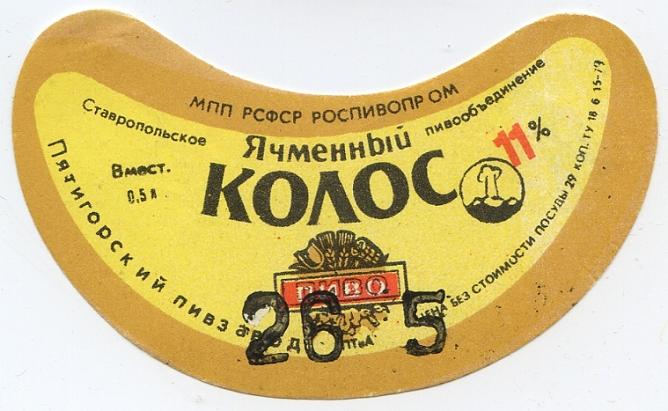 МПП РСФСР РОСПИВОПРОМ
Ставропольское пивообъединение
Ячменный
КОЛОС
11%
Вмест.
0,5 л
Пятигорский пивзавод
ПИВО
ЦЕНА БЕЗ СТОИМОСТИ ПОСУДЫ 29 КОП. ТУ 18 6 15-79
26 5